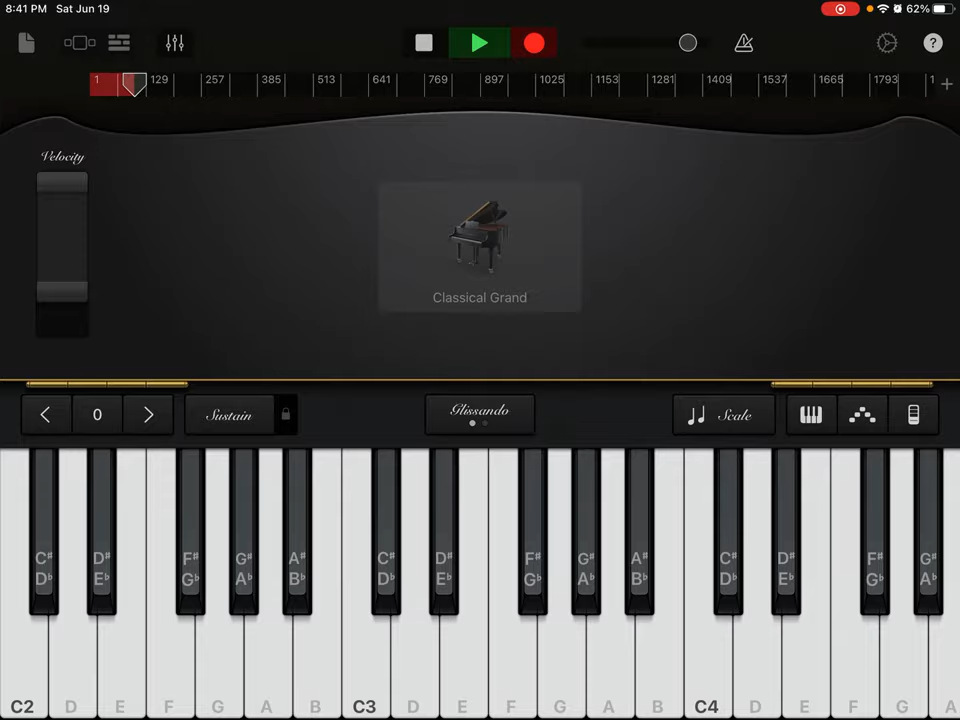 8:41 PM Sat Jun 19 62%
?
1 129 257 385 513 641 769 897 1025 1153 1281 1409 1537 1665 1793 1 +
Velocity
Classical Grand
0 Sustain Glissando Scale
C♯ D♯ F♯ G♯ A♯ C♯ D♯ F♯ G♯ A♯ C♯ D♯ F♯ G♯
D♭ E♭ G♭ A♭ B♭ D♭ E♭ G♭ A♭ B♭ D♭ E♭ G♭ A♭
C2 D E F G A B C3 D E F G A B C4 D E F G A